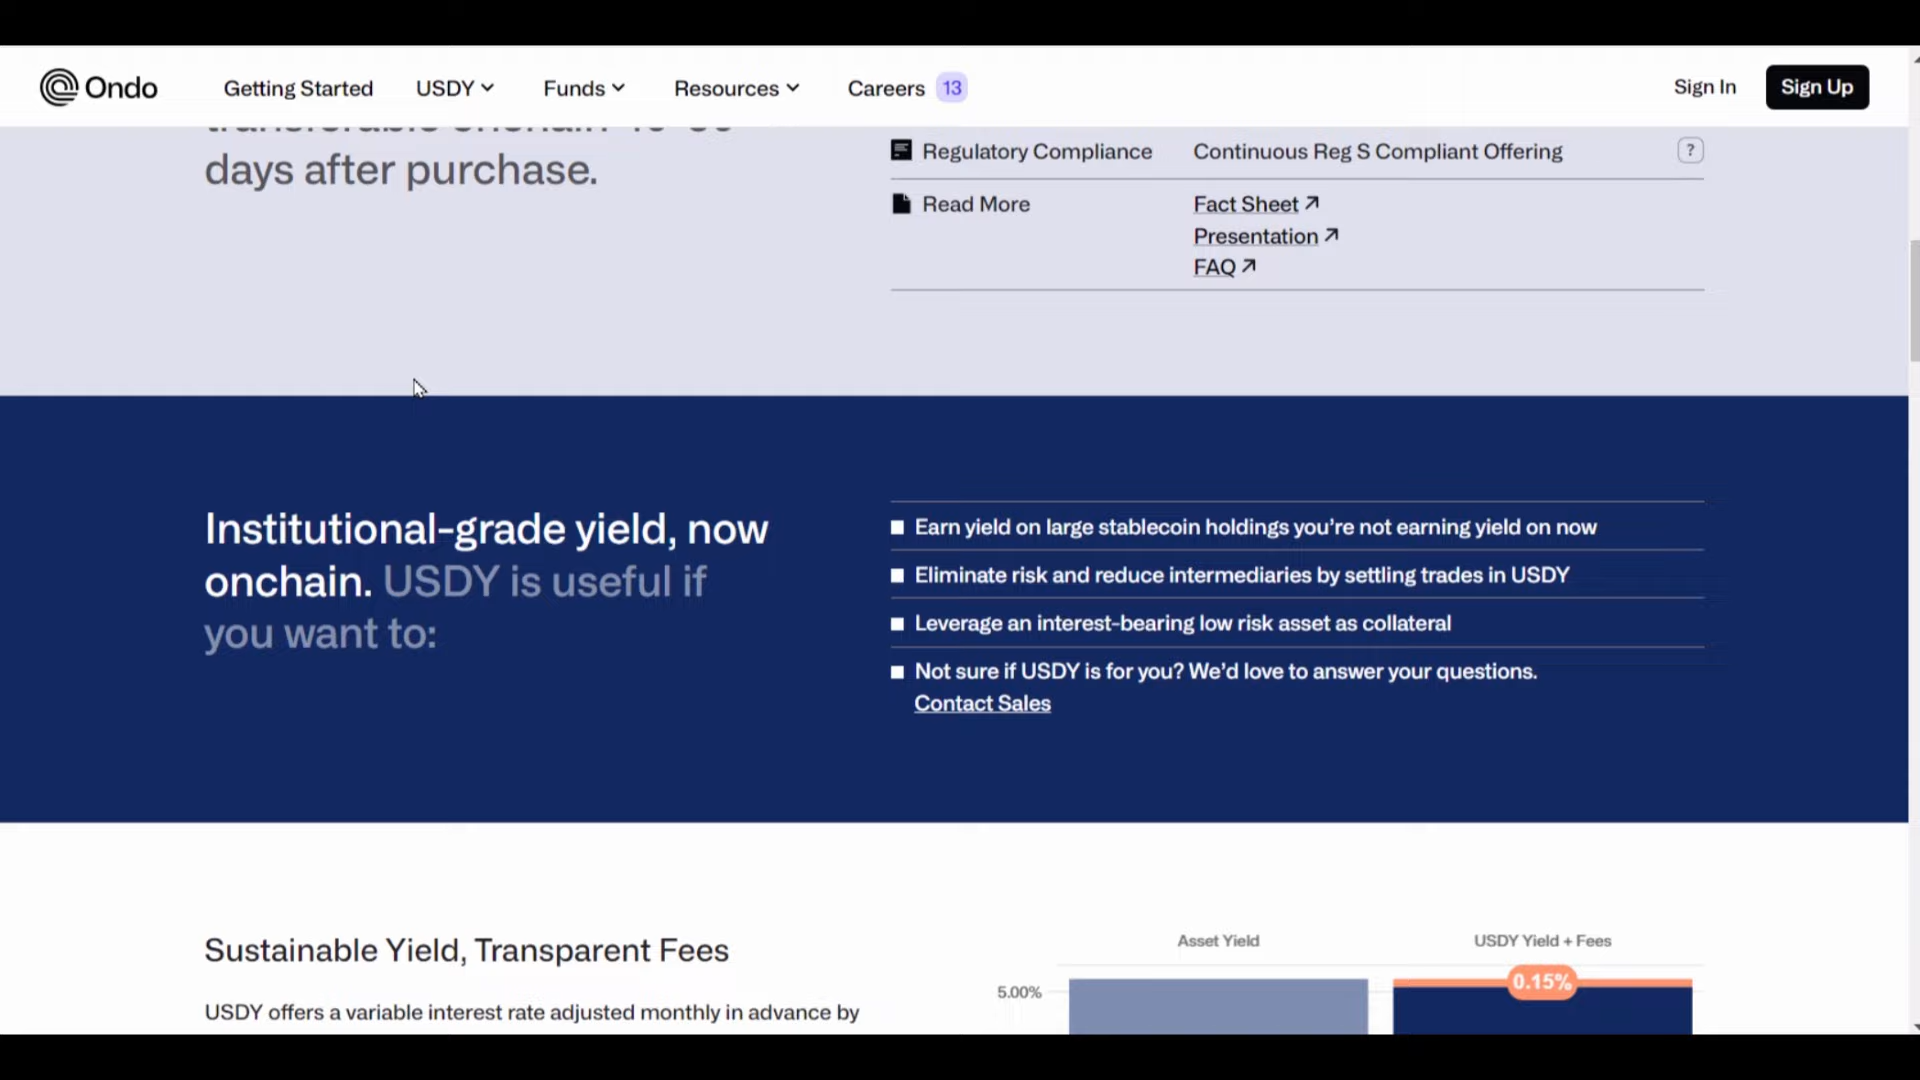 Ondo
Getting Started
USDY
Funds
Resources
Careers 13
Sign In
Sign Up
days after purchase.
Regulatory Compliance
Continuous Reg S Compliant Offering
?
Read More
Fact Sheet
Presentation
FAQ
Institutional-grade yield, now
onchain. USDY is useful if
you want to:
Earn yield on large stablecoin holdings you're not earning yield on now
Eliminate risk and reduce intermediaries by settling trades in USDY
Leverage an interest-bearing low risk asset as collateral
Not sure if USDY is for you? We'd love to answer your questions.
Contact Sales
Sustainable Yield, Transparent Fees
USDY offers a variable interest rate adjusted monthly in advance by
Asset Yield
USDY Yield + Fees
0.15%
5.00%